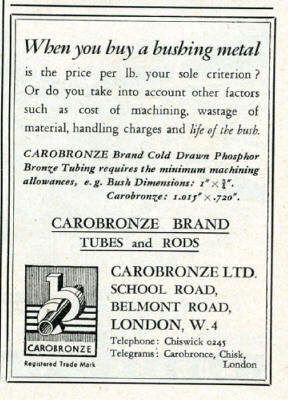 When you buy a bushing metal
is the price per lb. your sole criterion?
Or do you take into account other factors
such as cost of machining, wastage of
material, handling charges and life of the bush.
CAROBRONZE Brand Cold Drawn Phosphor
Bronze Tubing requires the minimum machining
allowances, e.g. Bush Dimensions: 1" × ¾".
Carobronze: 1.015" × .720".
CAROBRONZE BRAND
TUBES and RODS
CAROBRONZE
Registered Trade Mark
CAROBRONZE LTD.
SCHOOL ROAD,
BELMONT ROAD,
LONDON, W.4
Telephone: Chiswick 0245
Telegrams: Carobronce, Chisk,
London